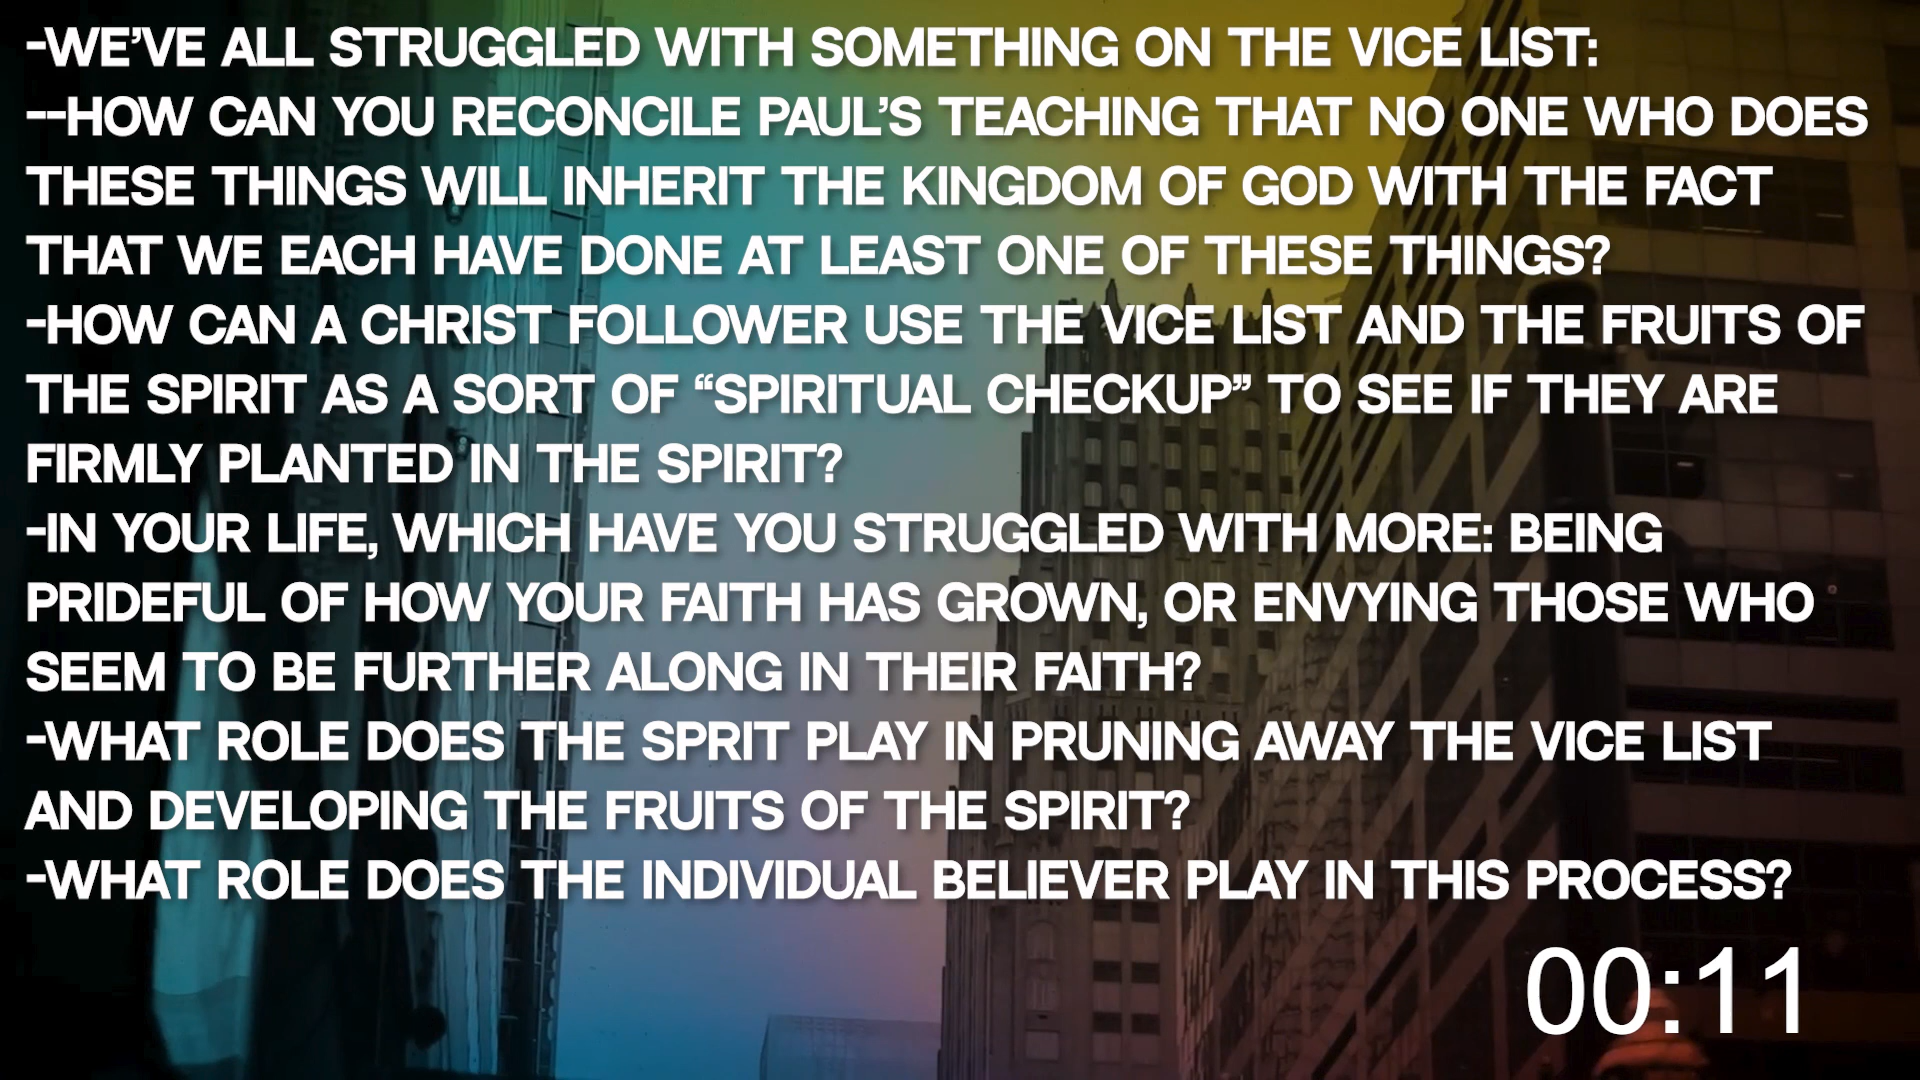 -WE’VE ALL STRUGGLED WITH SOMETHING ON THE VICE LIST:
--HOW CAN YOU RECONCILE PAUL’S TEACHING THAT NO ONE WHO DOES
THESE THINGS WILL INHERIT THE KINGDOM OF GOD WITH THE FACT
THAT WE EACH HAVE DONE AT LEAST ONE OF THESE THINGS?
-HOW CAN A CHRIST FOLLOWER USE THE VICE LIST AND THE FRUITS OF
THE SPIRIT AS A SORT OF “SPIRITUAL CHECKUP” TO SEE IF THEY ARE
FIRMLY PLANTED IN THE SPIRIT?
-IN YOUR LIFE, WHICH HAVE YOU STRUGGLED WITH MORE: BEING
PRIDEFUL OF HOW YOUR FAITH HAS GROWN, OR ENVYING THOSE WHO
SEEM TO BE FURTHER ALONG IN THEIR FAITH?
-WHAT ROLE DOES THE SPRIT PLAY IN PRUNING AWAY THE VICE LIST
AND DEVELOPING THE FRUITS OF THE SPIRIT?
-WHAT ROLE DOES THE INDIVIDUAL BELIEVER PLAY IN THIS PROCESS?
00:11